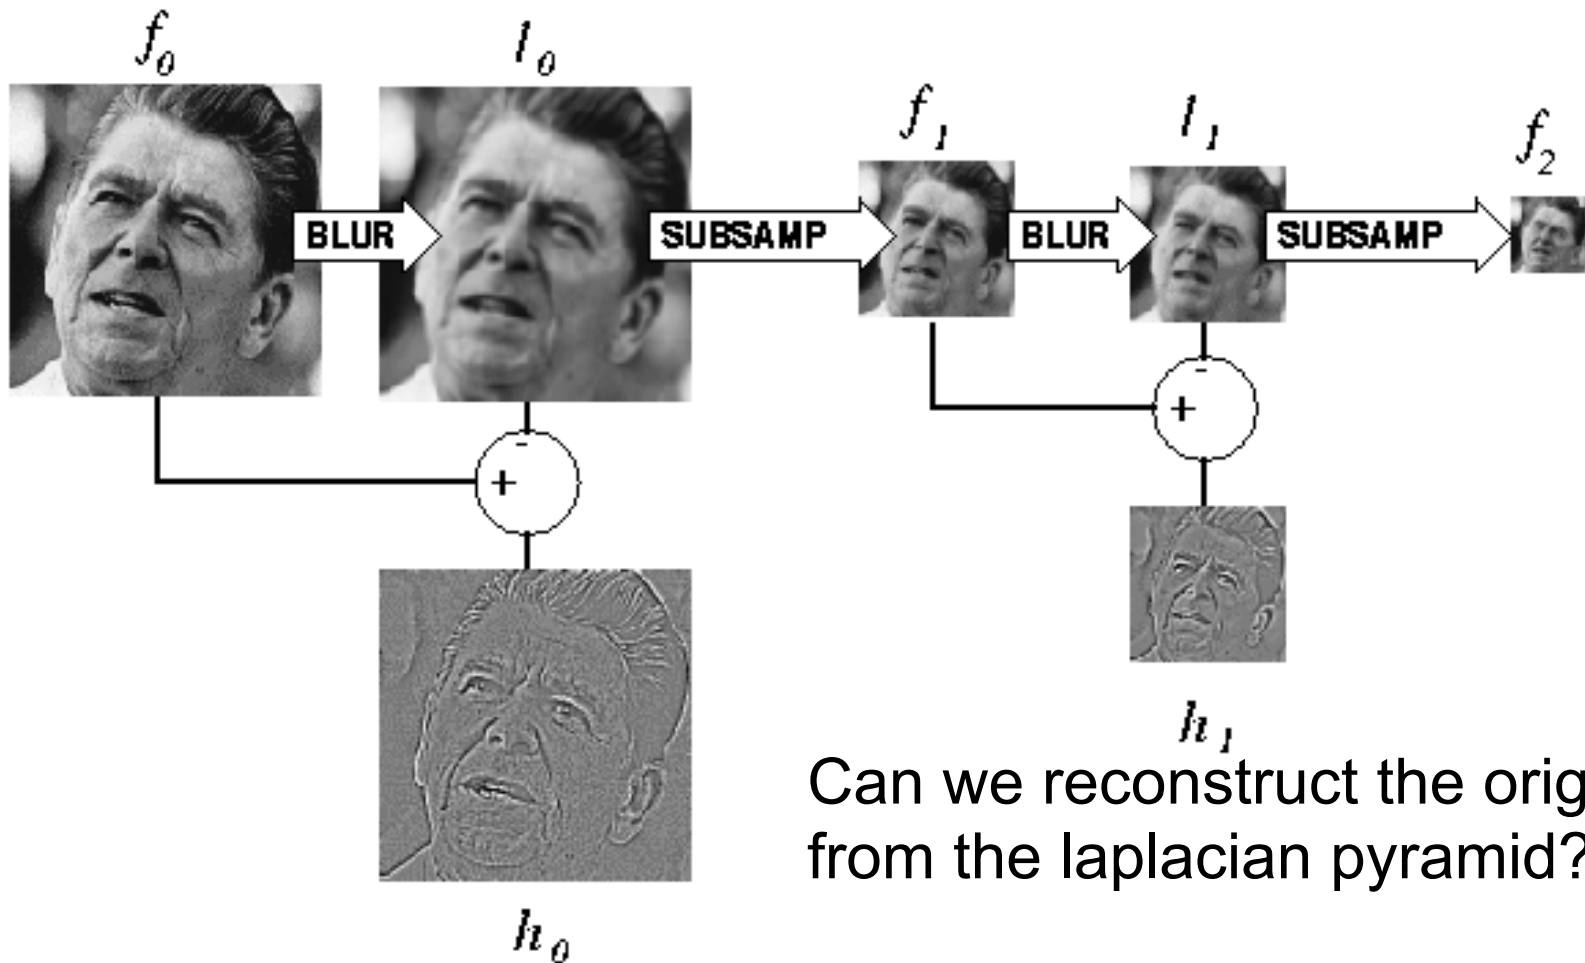 f₀
l₀
f₁
l₁
f₂
BLUR
SUBSAMP
BLUR
SUBSAMP
-
+
-
+
h₁
Can we reconstruct the orig
from the laplacian pyramid?
h₀